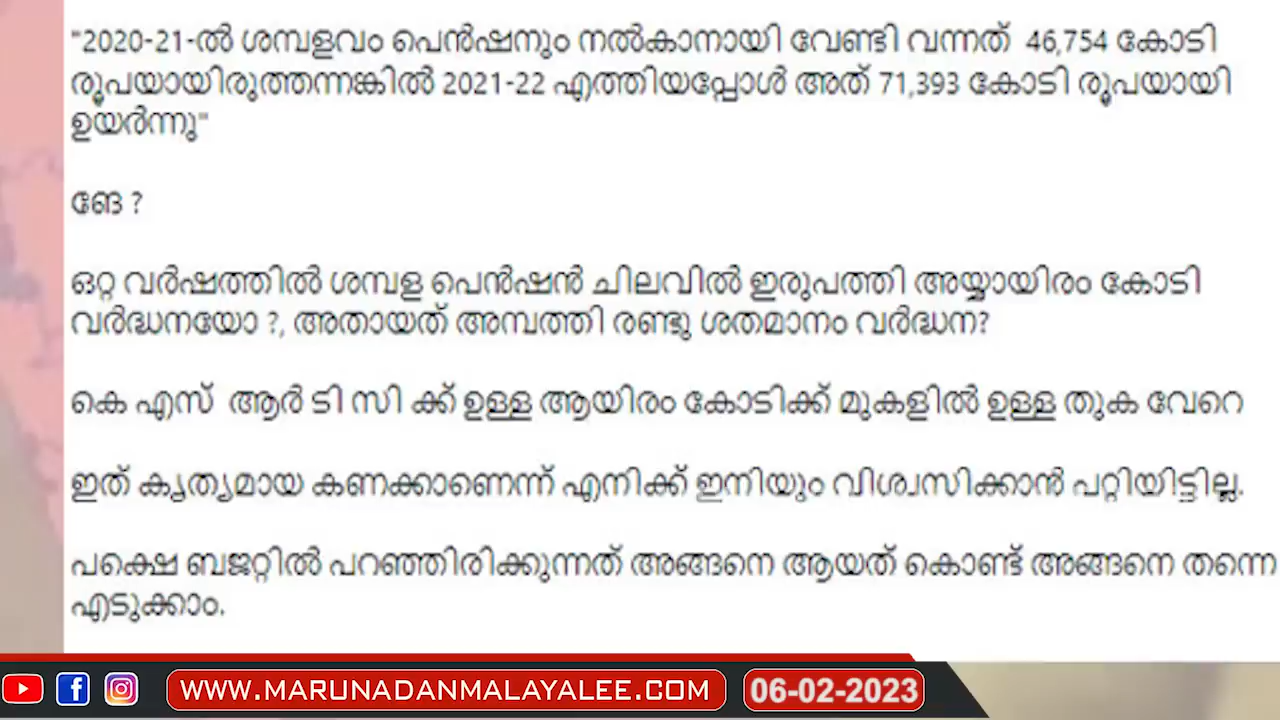 "2020-21-ൽ ശമ്പളവം പെൻഷനും നൽകാനായി വേണ്ടി വന്നത് 46,754 കോടി
രൂപയായിരുത്തന്നങ്കിൽ 2021-22 എത്തിയപ്പോൾ അത് 71,393 കോടി രൂപയായി
ഉയർന്നു"
ങേ ?
ഒറ്റ വർഷത്തിൽ ശമ്പള പെൻഷൻ ചിലവിൽ ഇരുപത്തി അയ്യായിരം കോടി
വർദ്ധനയോ ?, അതായത് അമ്പത്തി രണ്ടു ശതമാനം വർദ്ധന?
കെ എസ് ആർ ടി സി ക്ക് ഉള്ള ആയിരം കോടിക്ക് മുകളിൽ ഉള്ള തുക വേറെ
ഇത് കൃത്യമായ കണക്കാണെന്ന് എനിക്ക് ഇനിയും വിശ്വസിക്കാൻ പറ്റിയിട്ടില്ല.
പക്ഷെ ബജറ്റിൽ പറഞ്ഞിരിക്കുന്നത് അങ്ങനെ ആയത് കൊണ്ട് അങ്ങനെ തന്നെ
എടുക്കാം.
WWW.MARUNADANMALAYALEE.COM
06-02-2023